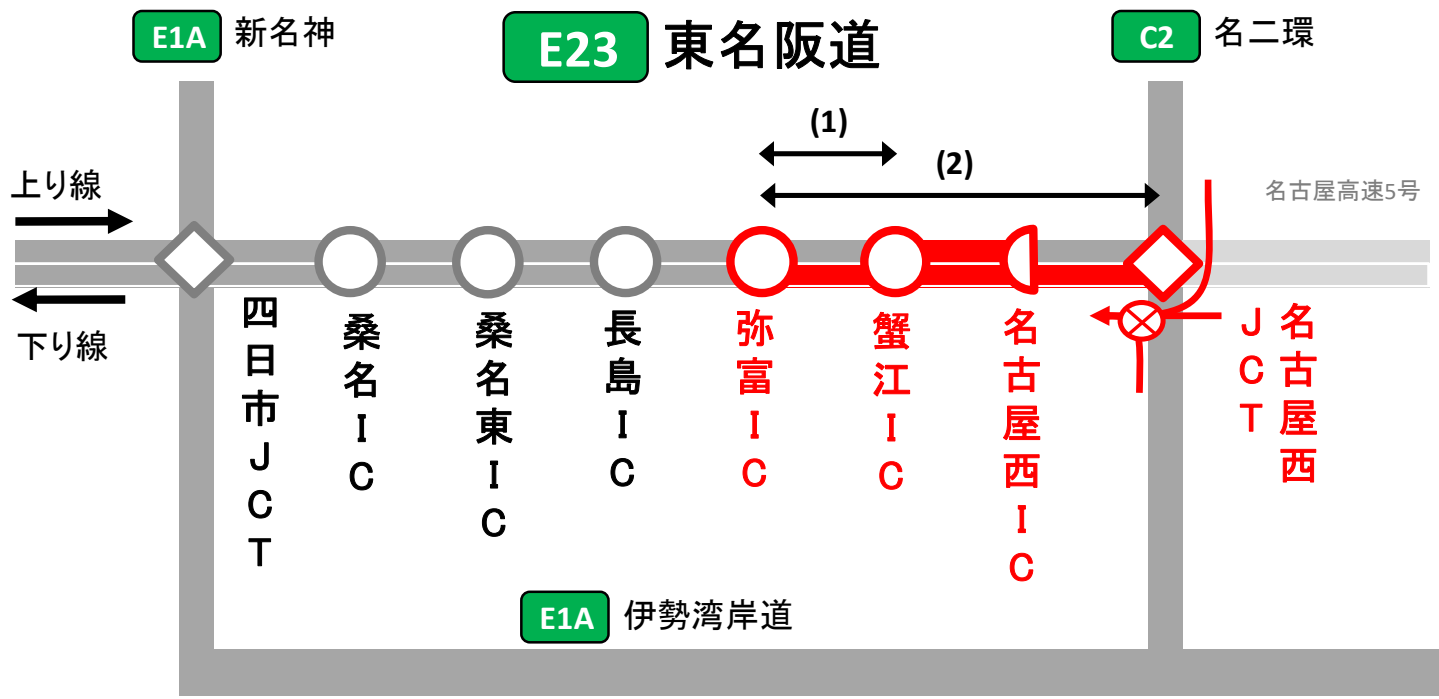 E1A 新名神
E23 東名阪道
C2 名二環
(1)
(2)
上り線
名古屋高速5号
下り線
四日市JCT
桑名IC
桑名東IC
長島IC
弥富IC
蟹江IC
名古屋西IC
名古屋西
JCT
E1A 伊勢湾岸道